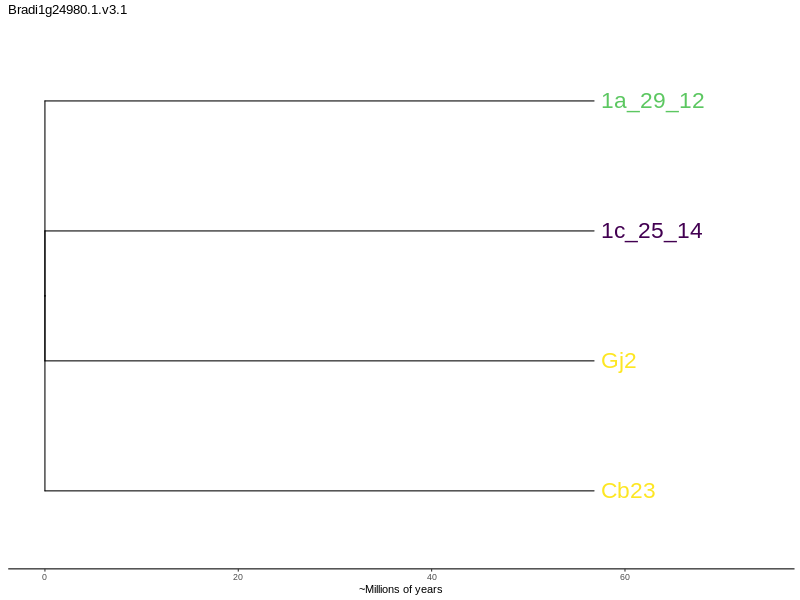 Bradi1g24980.1.v3.1
1a_29_12
1c_25_14
Gj2
Cb23
0 20 40 60
~Millions of years